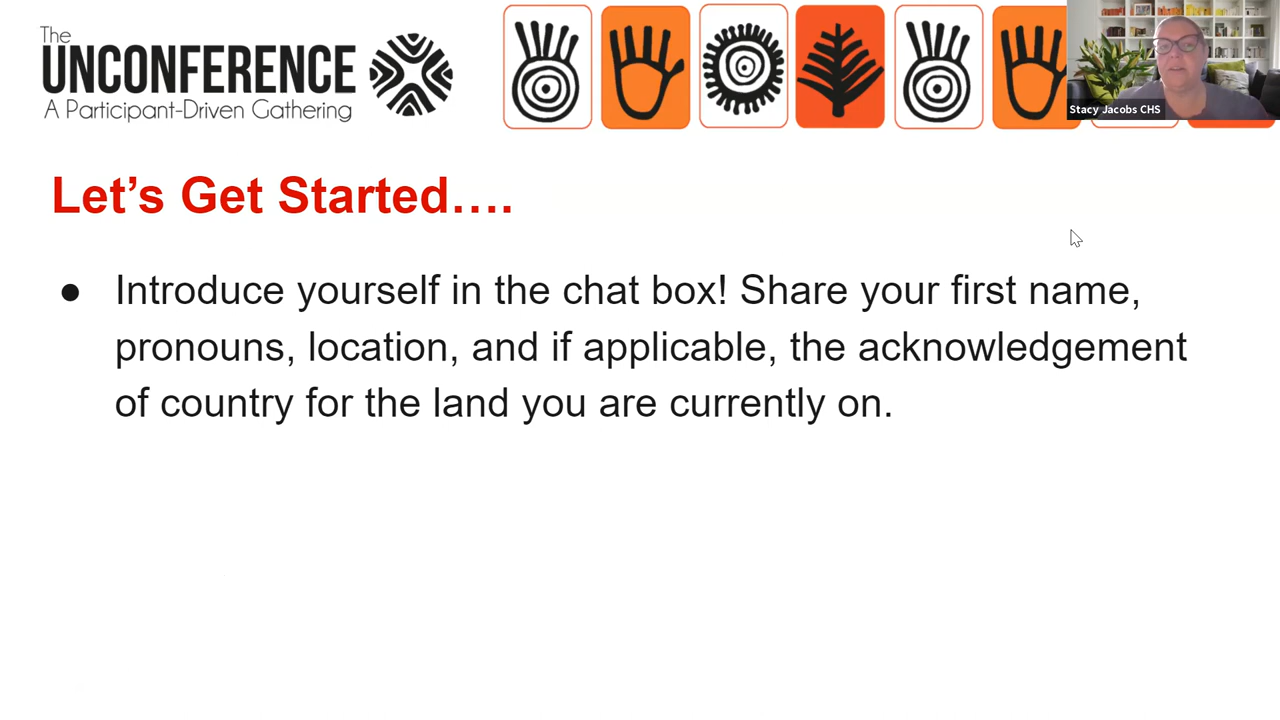 The
UNCONFERENCE
A Participant-Driven Gathering
Stacy Jacobs CHS
Let’s Get Started....
● Introduce yourself in the chat box! Share your first name,
pronouns, location, and if applicable, the acknowledgement
of country for the land you are currently on.